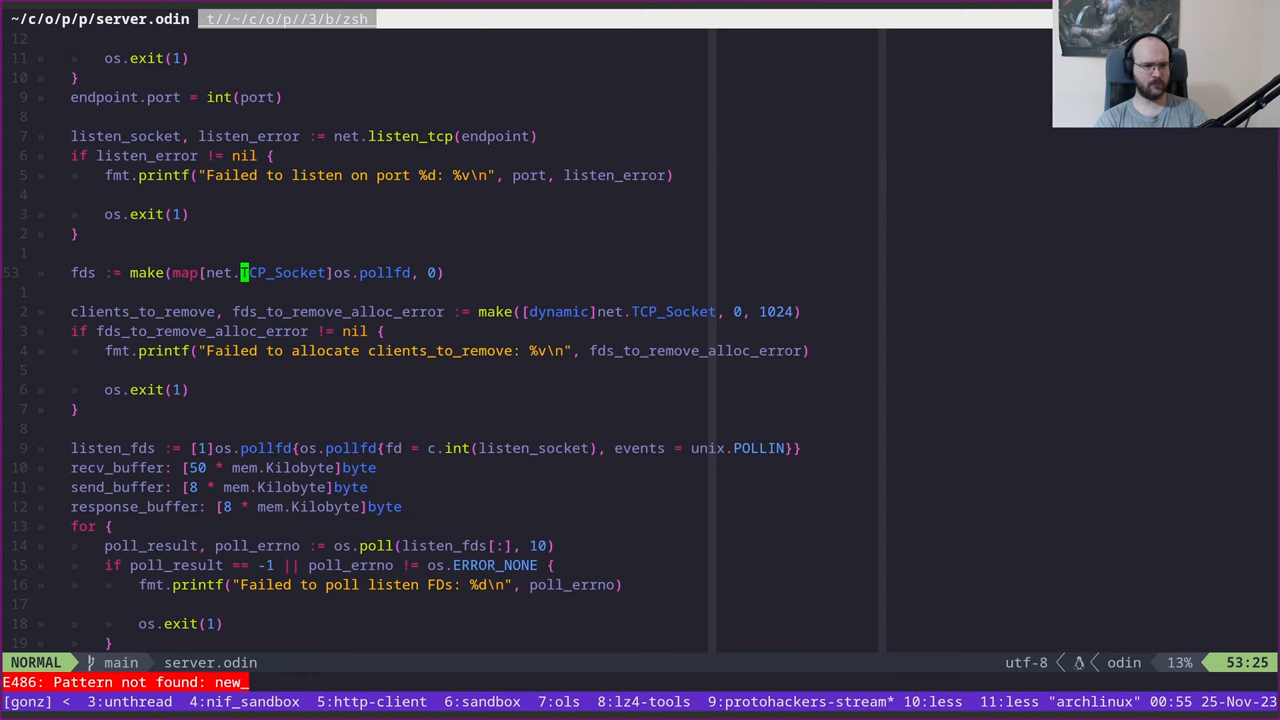 ~/c/o/p/p/server.odin t//~/c/o/p//3/b/zsh
12
11 » » os.exit(1)
10 » }
9 » endpoint.port = int(port)
8
7 » listen_socket, listen_error := net.listen_tcp(endpoint)
6 » if listen_error != nil {
5 » » fmt.printf("Failed to listen on port %d: %v\n", port, listen_error)
4
3 » » os.exit(1)
2 » }
1
53 » fds := make(map[net.TCP_Socket]os.pollfd, 0)
1
2 » clients_to_remove, fds_to_remove_alloc_error := make([dynamic]net.TCP_Socket, 0, 1024)
3 » if fds_to_remove_alloc_error != nil {
4 » » fmt.printf("Failed to allocate clients_to_remove: %v\n", fds_to_remove_alloc_error)
5
6 » » os.exit(1)
7 » }
8
9 » listen_fds := [1]os.pollfd{os.pollfd{fd = c.int(listen_socket), events = unix.POLLIN}}
10 » recv_buffer: [50 * mem.Kilobyte]byte
11 » send_buffer: [8 * mem.Kilobyte]byte
12 » response_buffer: [8 * mem.Kilobyte]byte
13 » for {
14 » » poll_result, poll_errno := os.poll(listen_fds[:], 10)
15 » » if poll_result == -1 || poll_errno != os.ERROR_NONE {
16 » » » fmt.printf("Failed to poll listen FDs: %d\n", poll_errno)
17
18 » » » os.exit(1)
19 » » }
NORMAL main server.odin utf-8 odin 13% 53:25
E486: Pattern not found: new_
[gonz] < 3:unthread 4:nif_sandbox 5:http-client 6:sandbox 7:ols 8:lz4-tools 9:protohackers-stream* 10:less 11:less "archlinux" 00:55 25-Nov-23